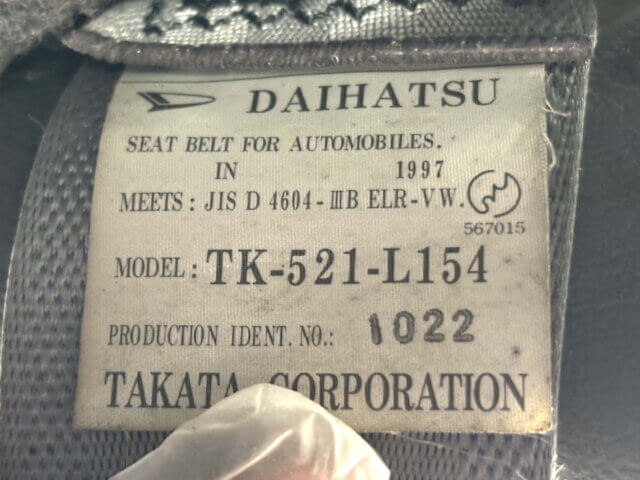 DAIHATSU
SEAT BELT FOR AUTOMOBILES.
IN 1997
MEETS: JIS D 4604-ⅢB ELR-VW.
567015
MODEL: TK-521-L154
PRODUCTION IDENT. NO.: 1022
TAKATA CORPORATION